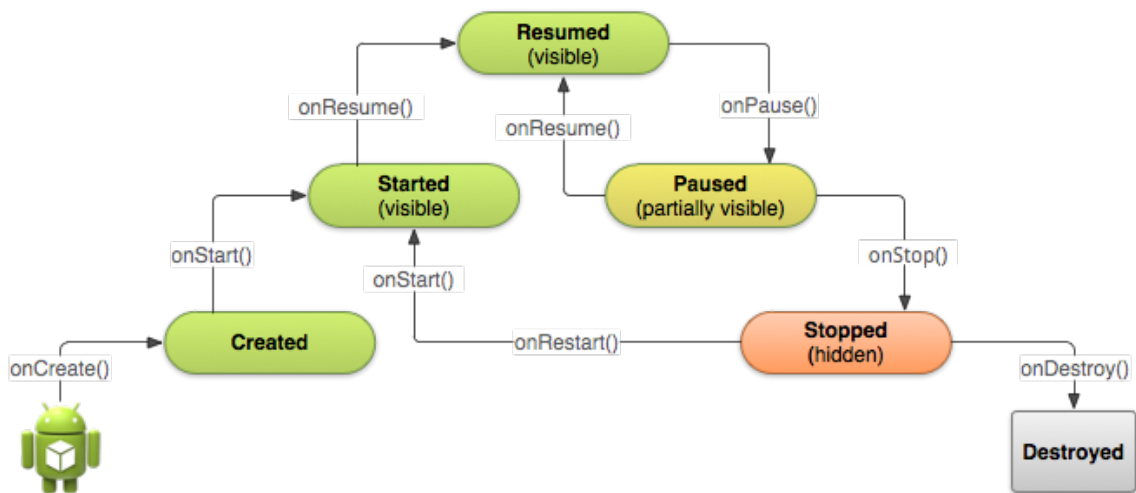 Resumed
(visible)
onResume()
onResume()
onPause()
Started
(visible)
Paused
(partially visible)
onStart()
onStart()
onStop()
Created
onRestart()
Stopped
(hidden)
onCreate()
onDestroy()
Destroyed